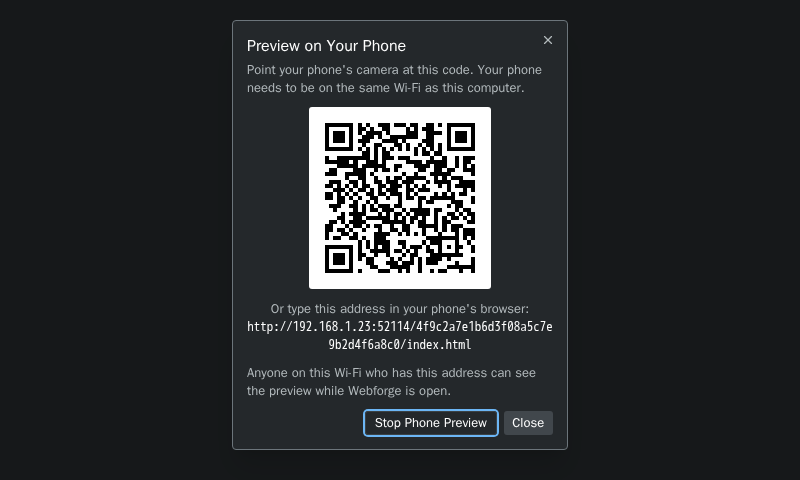 Preview on Your Phone
×
Point your phone's camera at this code. Your phone
needs to be on the same Wi-Fi as this computer.
Or type this address in your phone's browser:
http://192.168.1.23:52114/4f9c2a7e1b6d3f08a5c7e
9b2d4f6a8c0/index.html
Anyone on this Wi-Fi who has this address can see
the preview while Webforge is open.
Stop Phone Preview
Close